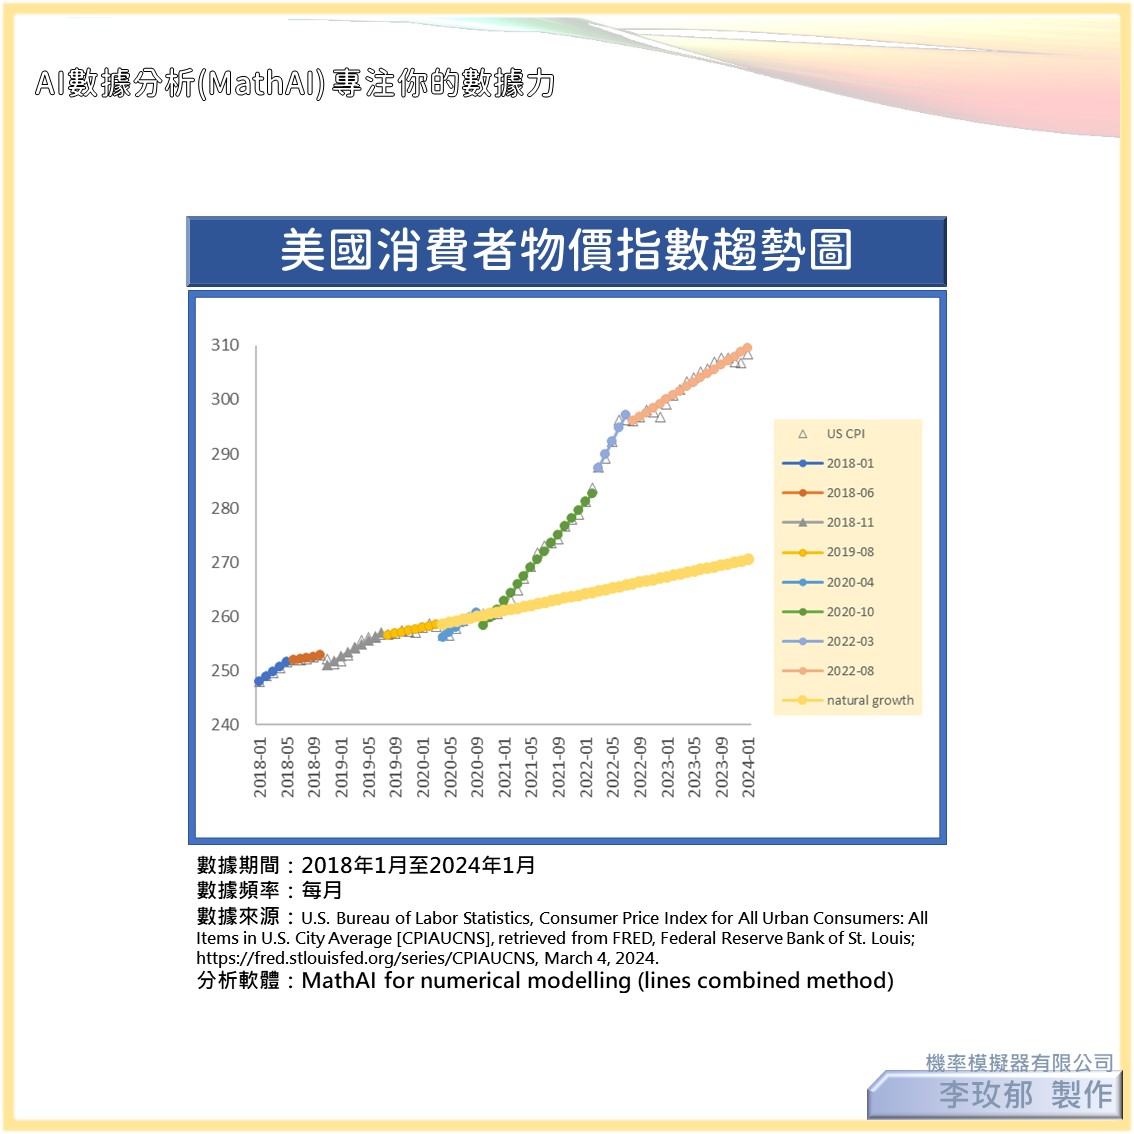 AI數據分析(MathAI) 專注你的數據力
美國消費者物價指數趨勢圖
310
300
290
280
270
260
250
240
2018-01
2018-05
2018-09
2019-01
2019-05
2019-09
2020-01
2020-05
2020-09
2021-01
2021-05
2021-09
2022-01
2022-05
2022-09
2023-01
2023-05
2023-09
2024-01
US CPI
2018-01
2018-06
2018-11
2019-08
2020-04
2020-10
2022-03
2022-08
natural growth
數據期間：2018年1月至2024年1月
數據頻率：每月
數據來源：U.S. Bureau of Labor Statistics, Consumer Price Index for All Urban Consumers: All
Items in U.S. City Average [CPIAUCNS], retrieved from FRED, Federal Reserve Bank of St. Louis;
https://fred.stlouisfed.org/series/CPIAUCNS, March 4, 2024.
分析軟體：MathAI for numerical modelling (lines combined method)
機率模擬器有限公司
李玫郁 製作